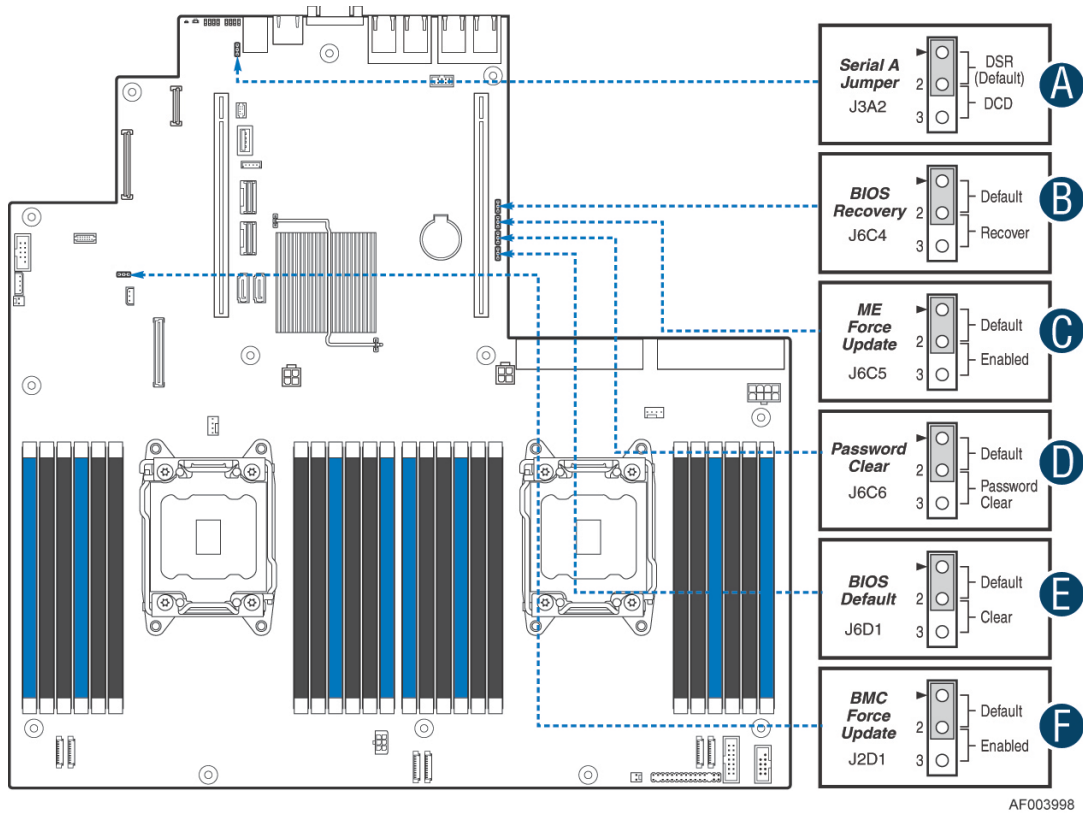 Serial A
Jumper
J3A2
2
3
DSR
(Default)
DCD
A
BIOS
Recovery
J6C4
2
3
Default
Recover
B
ME
Force
Update
J6C5
2
3
Default
Enabled
C
Password
Clear
J6C6
2
3
Default
Password
Clear
D
BIOS
Default
J6D1
2
3
Default
Clear
E
BMC
Force
Update
J2D1
2
3
Default
Enabled
F
AF003998